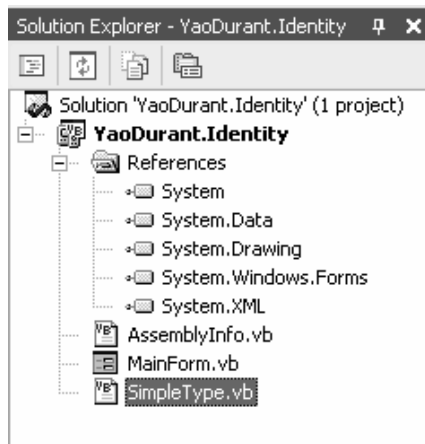 Solution Explorer - YaoDurant.Identity
Solution 'YaoDurant.Identity' (1 project)
YaoDurant.Identity
References
System
System.Data
System.Drawing
System.Windows.Forms
System.XML
AssemblyInfo.vb
MainForm.vb
SimpleType.vb